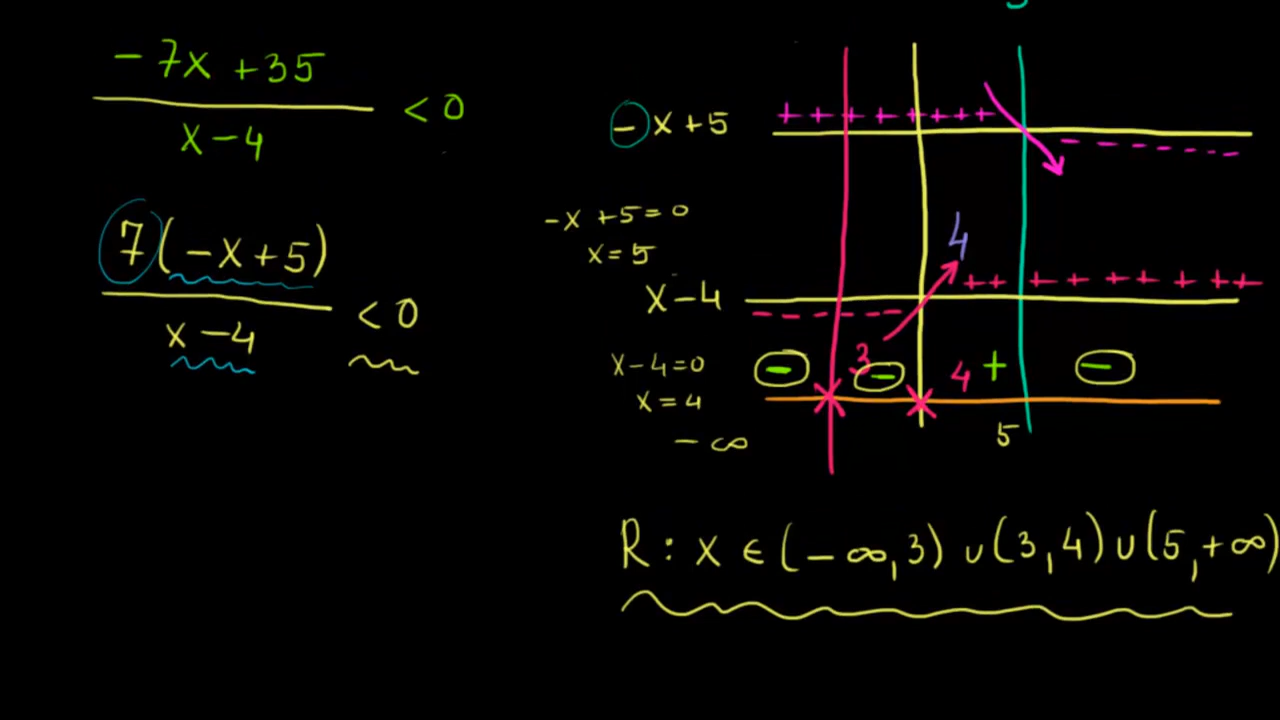 -7x+35
x-4
<0
7(-x+5)
x-4
<0
-x+5
+++++++++
- - - - - - -
-x+5=0
x=5
4
x-4
- - - - - - -
+++++++++
x-4=0
x=4
-∞
- 3 - 4 + -
5
R: x ∈ (-∞,3) ∪ (3,4) ∪ (5,+∞)